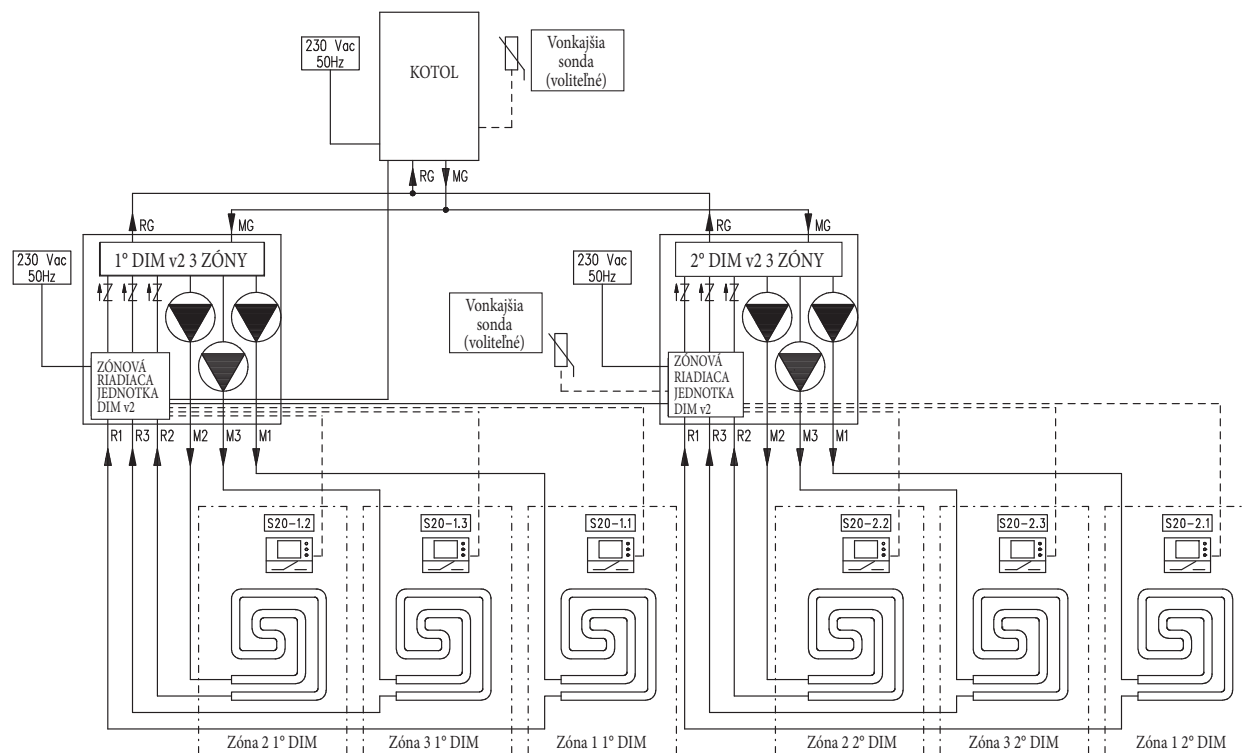 230 Vac
50Hz
KOTOL
Vonkajšia
sonda
(voliteľné)
RG MG
RG MG
RG MG
230 Vac
50Hz
1° DIM v2 3 ZÓNY
230 Vac
50Hz
2° DIM v2 3 ZÓNY
Vonkajšia
sonda
(voliteľné)
ZÓNOVÁ
RIADIACA
JEDNOTKA
DIM v2
ZÓNOVÁ
RIADIACA
JEDNOTKA
DIM v2
R1 R3 R2 M2 M3 M1
R1 R3 R2 M2 M3 M1
S20-1.2
S20-1.3
S20-1.1
S20-2.2
S20-2.3
S20-2.1
Zóna 2 1° DIM
Zóna 3 1° DIM
Zóna 1 1° DIM
Zóna 2 2° DIM
Zóna 3 2° DIM
Zóna 1 2° DIM